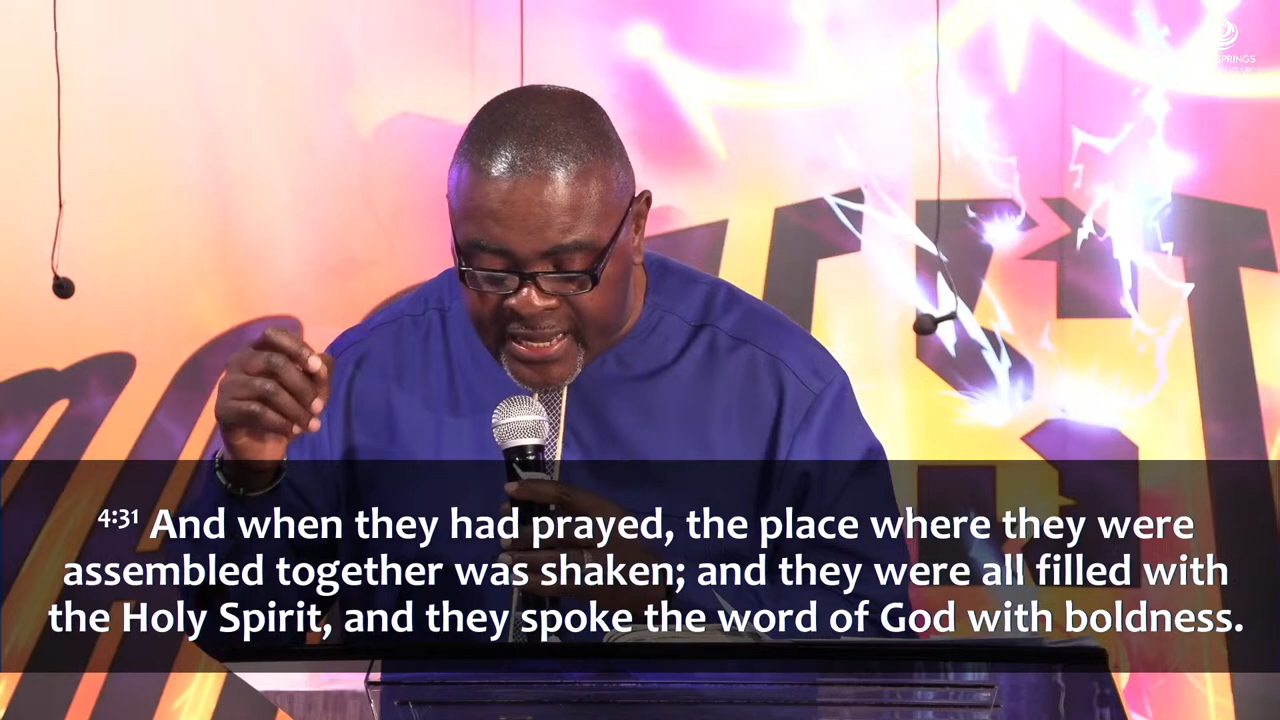 SPRINGS
4:31 And when they had prayed, the place where they were
assembled together was shaken; and they were all filled with
the Holy Spirit, and they spoke the word of God with boldness.